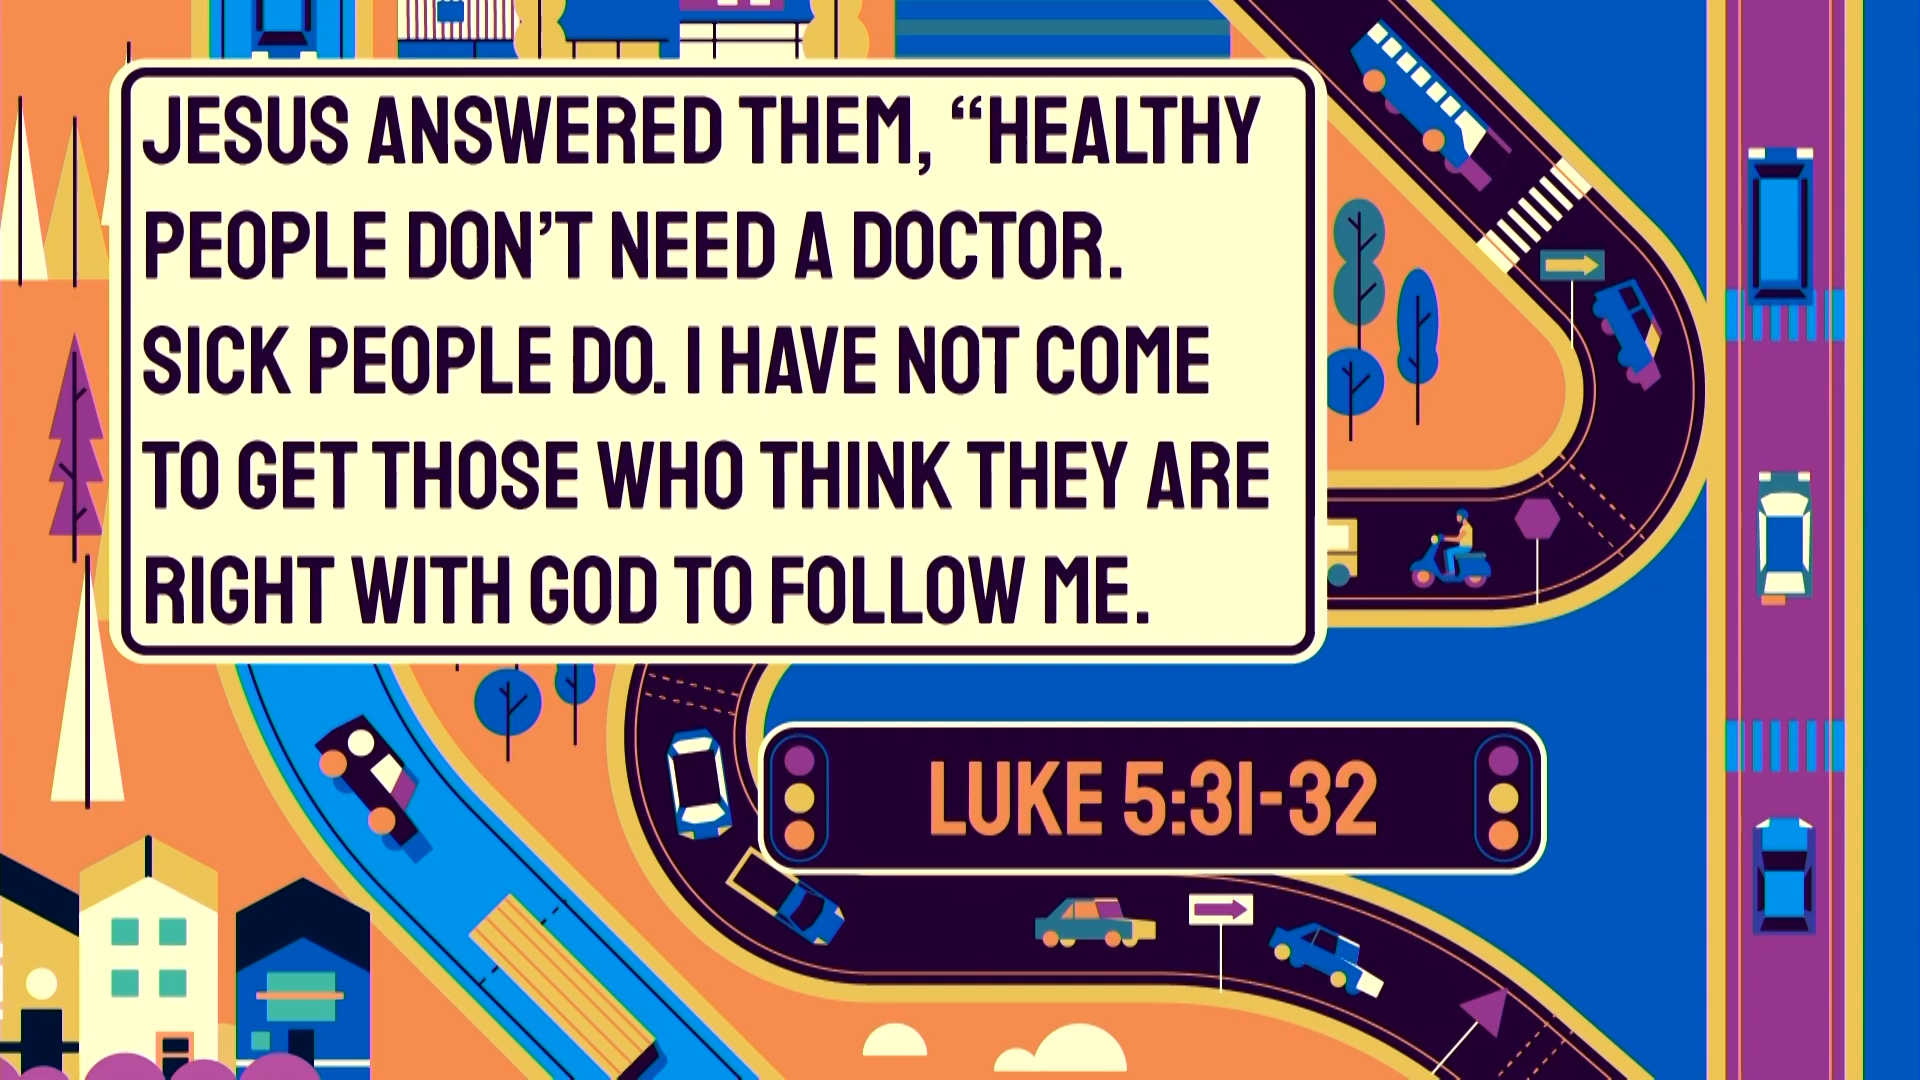 JESUS ANSWERED THEM, “HEALTHY
PEOPLE DON’T NEED A DOCTOR.
SICK PEOPLE DO. I HAVE NOT COME
TO GET THOSE WHO THINK THEY ARE
RIGHT WITH GOD TO FOLLOW ME.
LUKE 5:31-32